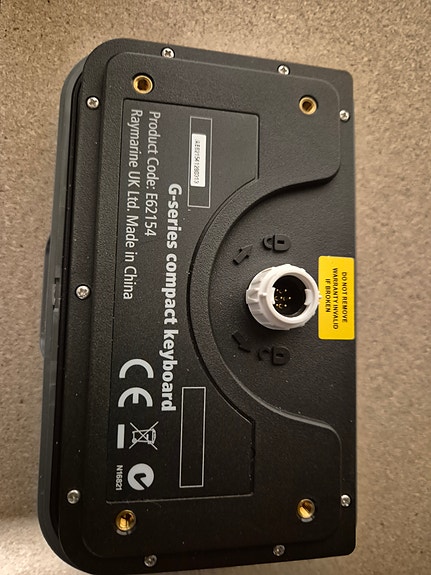 G-series compact keyboard
Product Code: E62154
Raymarine UK Ltd. Made in China
CE
N16821
DO NOT REMOVE
WARRANTY INVALID
IF BROKEN